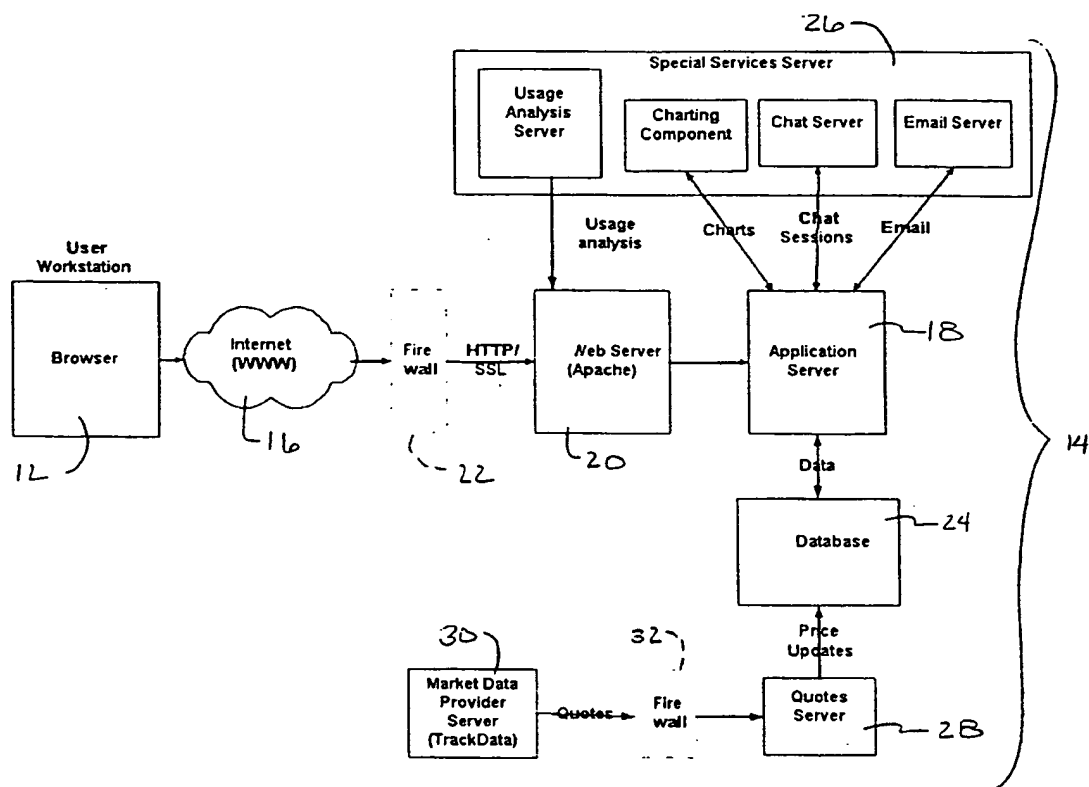 26
Special Services Server
Usage
Analysis
Server
Charting
Component
Chat Server
Email Server
Usage
analysis
Charts
Chat
Sessions
Email
User
Workstation
Browser
Internet
(WWW)
Fire
wall
HTTP/
SSL
Web Server
(Apache)
Application
Server
18
12
16
22
20
14
Data
24
Database
30
32
Price
Updates
Market Data
Provider
Server
(TrackData)
Quotes
Fire
wall
Quotes
Server
28